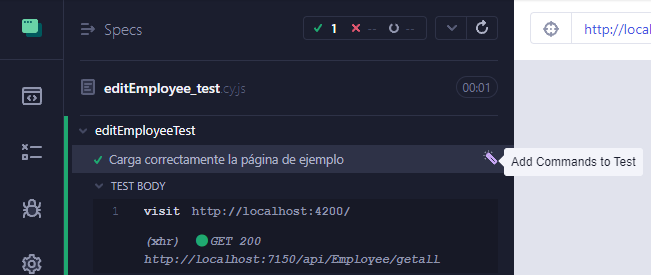 Specs
1 -- --
http://local
editEmployee_test cy.js
00:01
editEmployeeTest
Carga correctamente la página de ejemplo
Add Commands to Test
TEST BODY
1 visit http://localhost:4200/
(xhr) GET 200
http://localhost:7150/api/Employee/getall